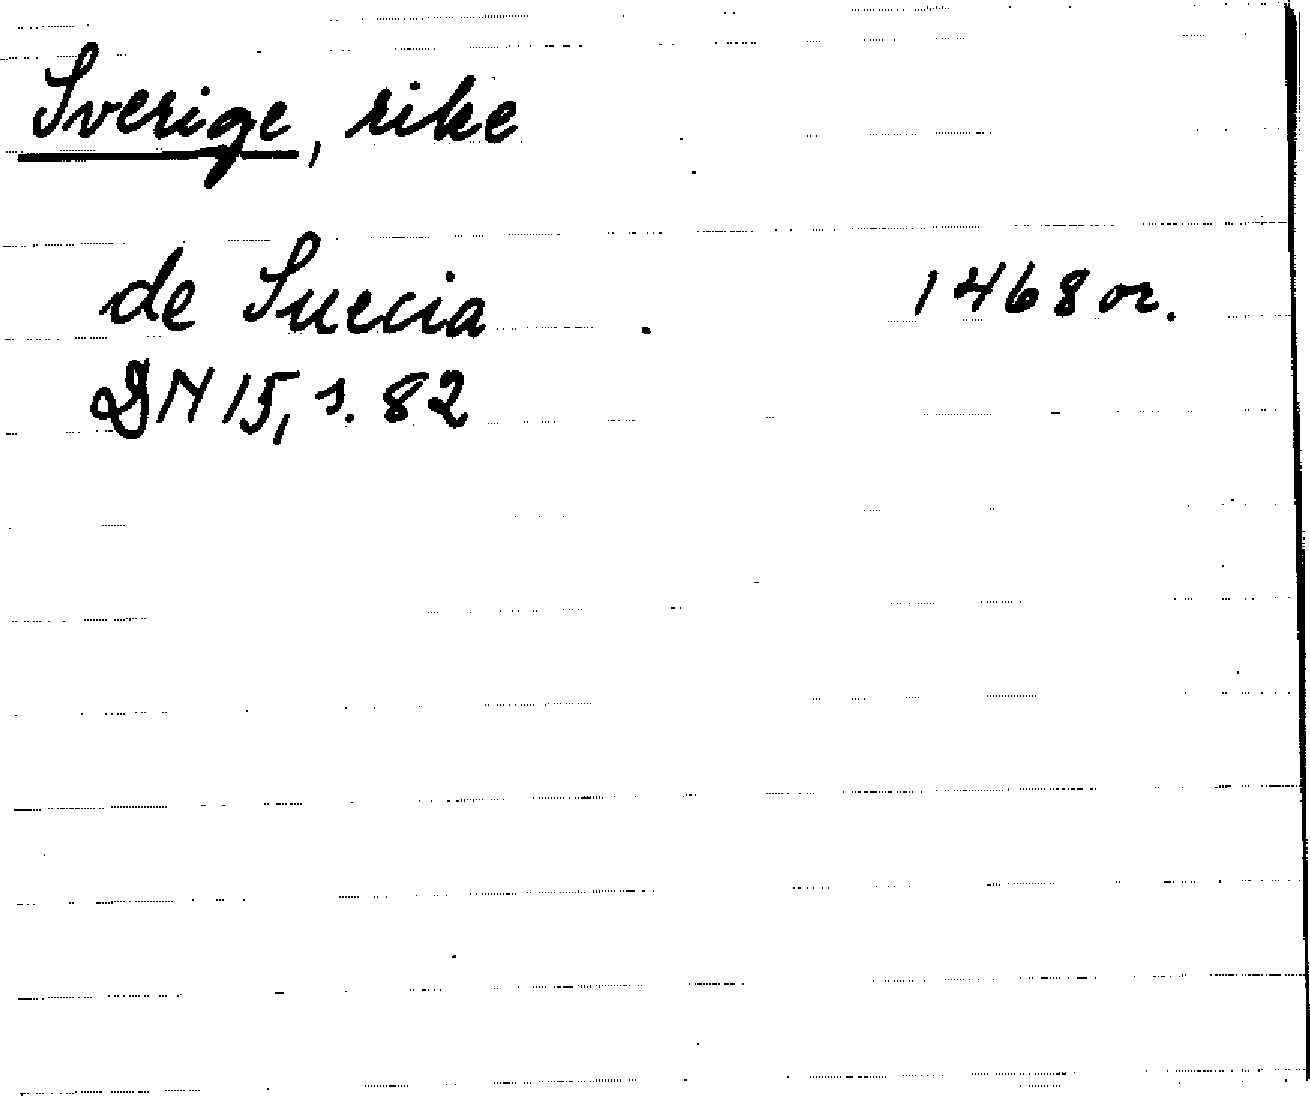 Sverige, rike
de Suecia 1468 or.
DN 15, s. 82